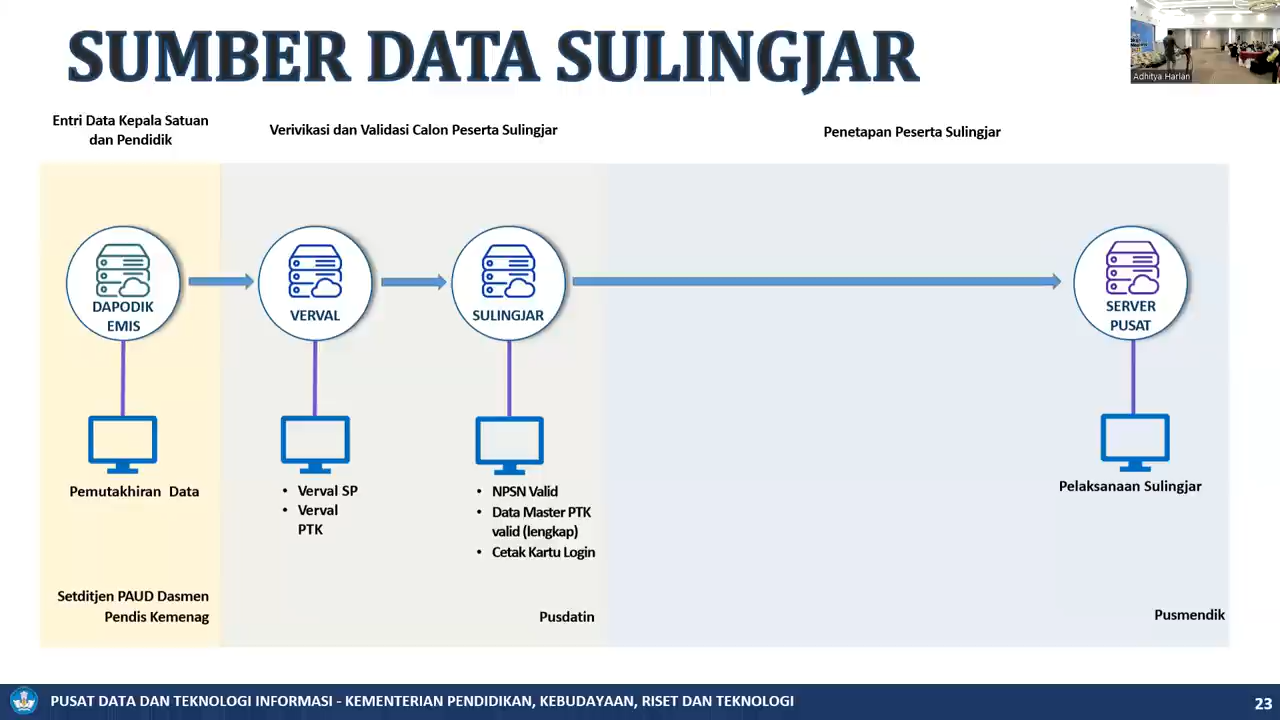 SUMBER DATA SULINGJAR
Adhitya Harlan
Entri Data Kepala Satuan
dan Pendidik
Verivikasi dan Validasi Calon Peserta Sulingjar
Penetapan Peserta Sulingjar
DAPODIK
EMIS
VERVAL
SULINGJAR
SERVER
PUSAT
Pemutakhiran Data
• Verval SP
• Verval
PTK
• NPSN Valid
• Data Master PTK
valid (lengkap)
• Cetak Kartu Login
Pelaksanaan Sulingjar
Setditjen PAUD Dasmen
Pendis Kemenag
Pusdatin
Pusmendik
PUSAT DATA DAN TEKNOLOGI INFORMASI - KEMENTERIAN PENDIDIKAN, KEBUDAYAAN, RISET DAN TEKNOLOGI
23